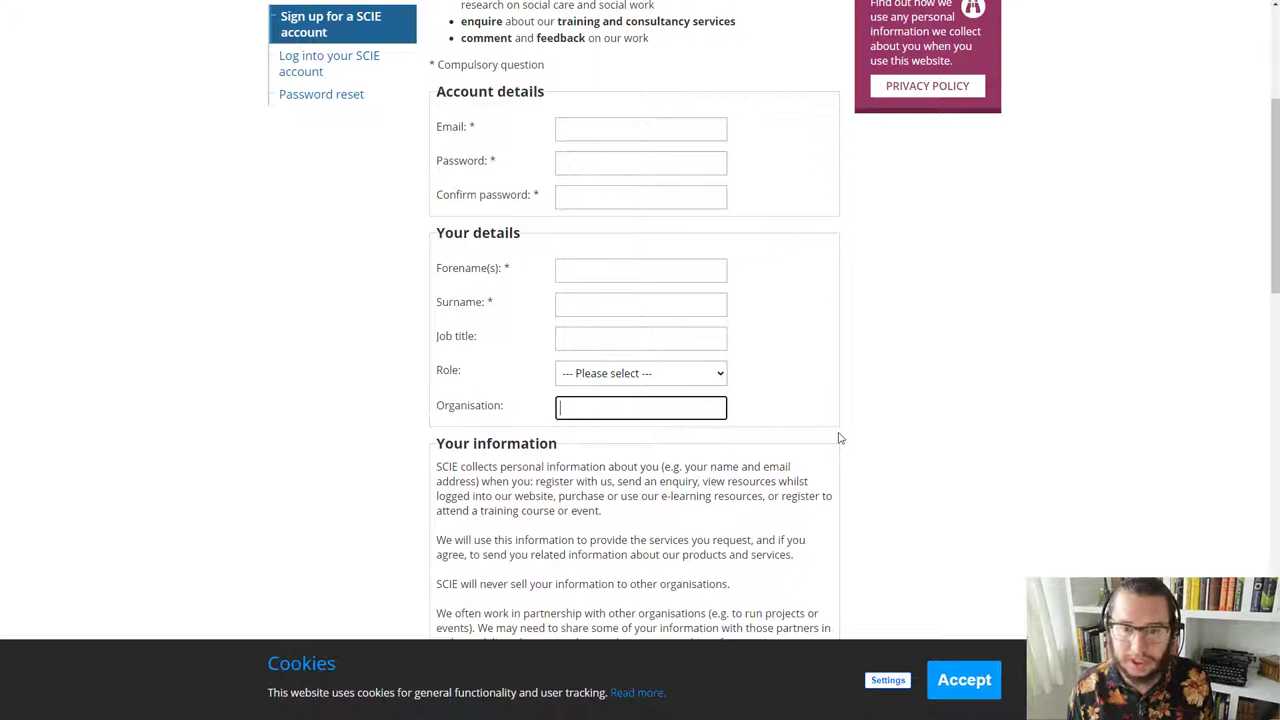 Sign up for a SCIE
account
Log into your SCIE
account
Password reset
research on social care and social work
enquire about our training and consultancy services
comment and feedback on our work
* Compulsory question
Account details
Email: *
Password: *
Confirm password: *
Your details
Forename(s): *
Surname: *
Job title:
Role:
--- Please select ---
Organisation:
Your information
SCIE collects personal information about you (e.g. your name and email
address) when you: register with us, send an enquiry, view resources whilst
logged into our website, purchase or use our e-learning resources, or register to
attend a training course or event.
We will use this information to provide the services you request, and if you
agree, to send you related information about our products and services.
SCIE will never sell your information to other organisations.
We often work in partnership with other organisations (e.g. to run projects or
events). We may need to share some of your information with those partners in
Find out how we
use any personal
information we collect
about you when you
use this website.
PRIVACY POLICY
Cookies
This website uses cookies for general functionality and user tracking. Read more.
Settings
Accept